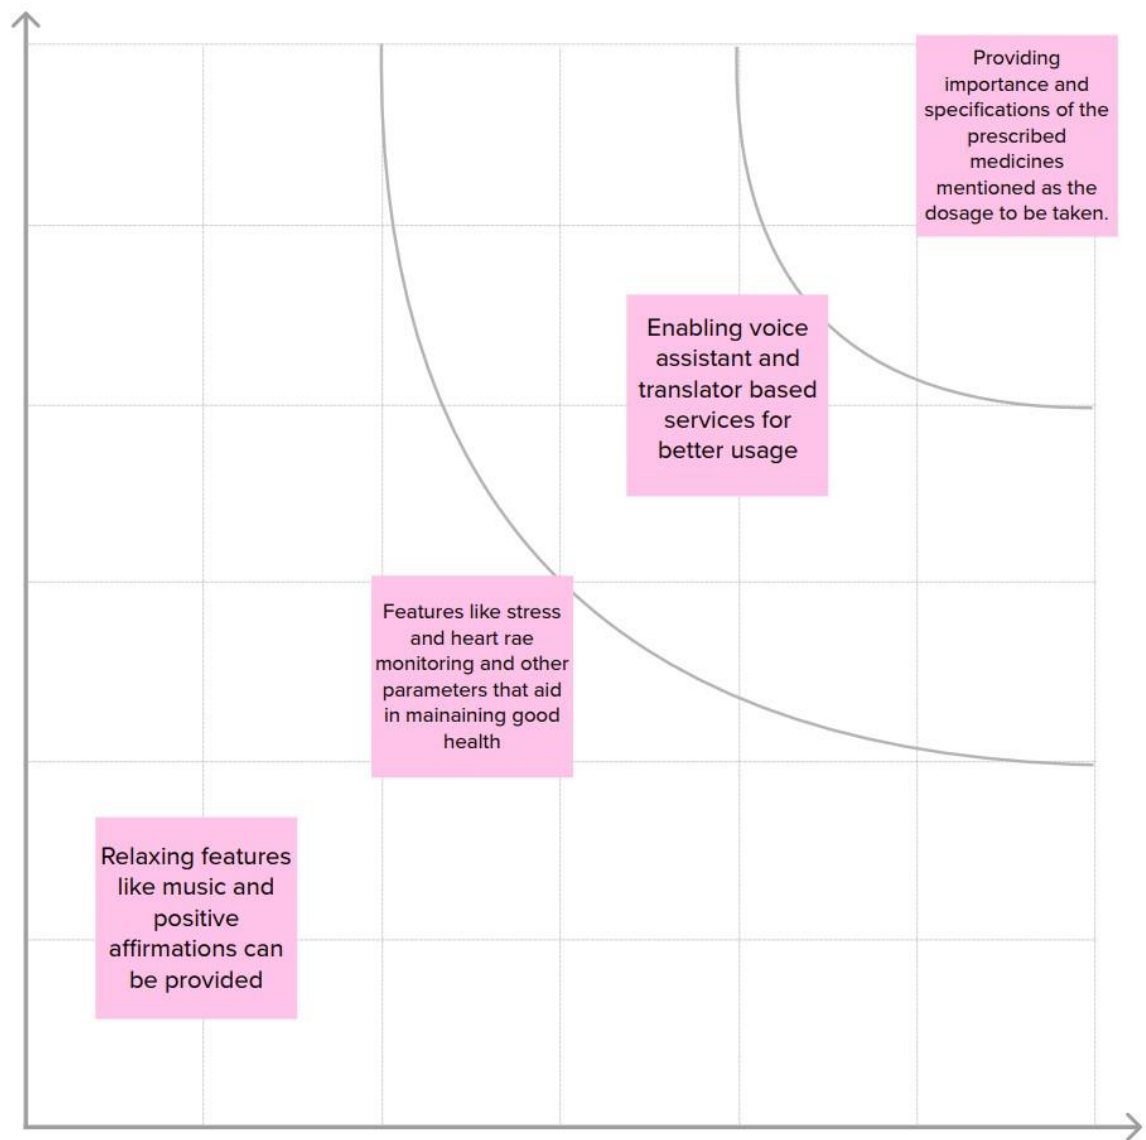 Providing
importance and
specifications of the
prescribed
medicines
mentioned as the
dosage to be taken.
Enabling voice
assistant and
translator based
services for
better usage
Features like stress
and heart rae
monitoring and other
parameters that aid
in mainaining good
health
Relaxing features
like music and
positive
affirmations can
be provided